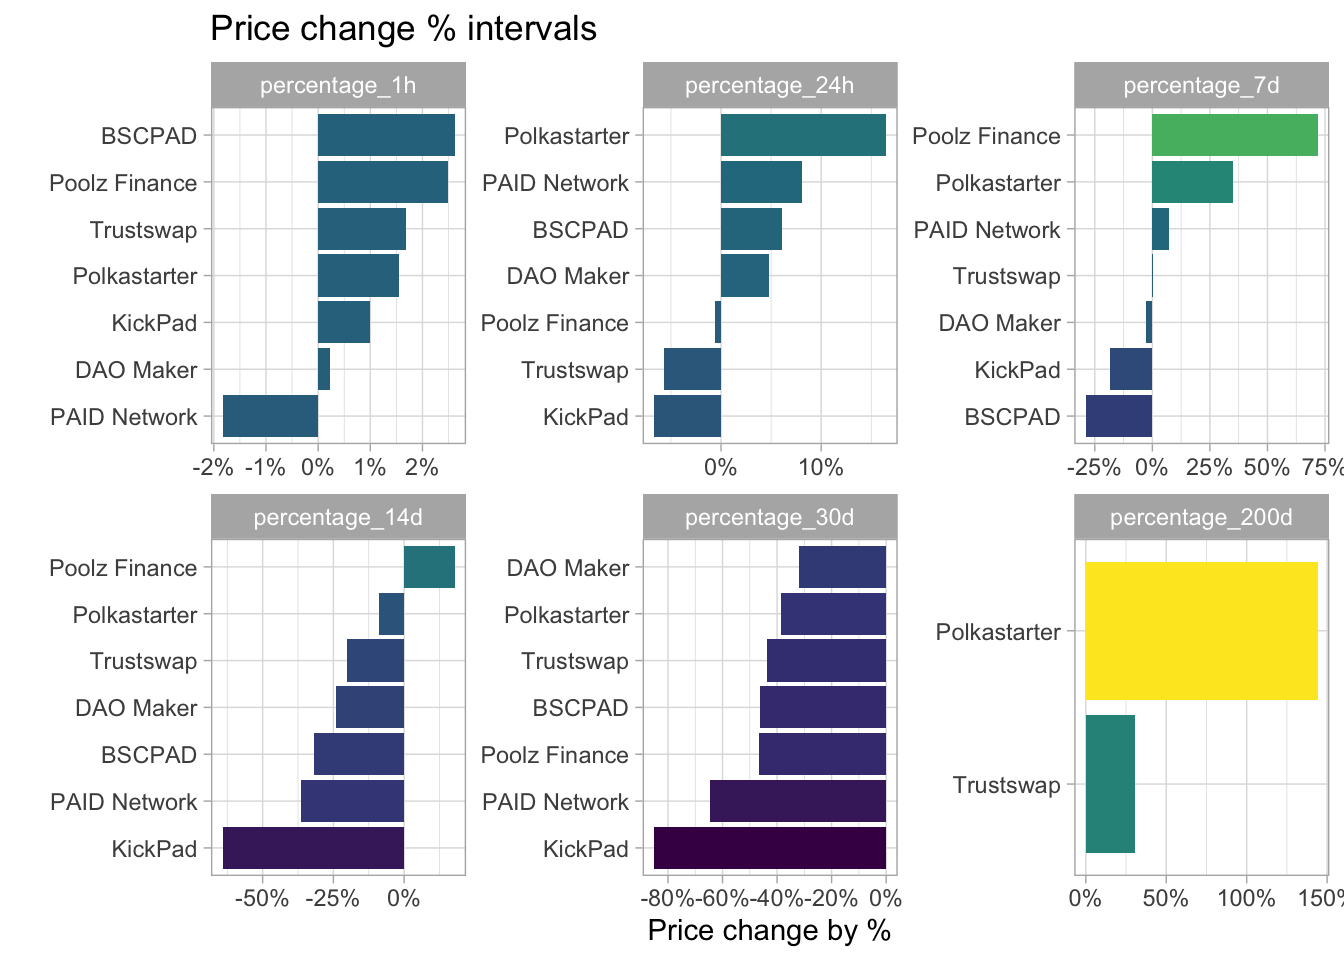 Price change % intervals
percentage_1h
BSCPAD
Poolz Finance
Trustswap
Polkastarter
KickPad
DAO Maker
PAID Network
-2% -1% 0% 1% 2%
percentage_24h
Polkastarter
PAID Network
BSCPAD
DAO Maker
Poolz Finance
Trustswap
KickPad
0% 10%
percentage_7d
Poolz Finance
Polkastarter
PAID Network
Trustswap
DAO Maker
KickPad
BSCPAD
-25% 0% 25% 50% 75%
percentage_14d
Poolz Finance
Polkastarter
Trustswap
DAO Maker
BSCPAD
PAID Network
KickPad
-50% -25% 0%
percentage_30d
DAO Maker
Polkastarter
Trustswap
BSCPAD
Poolz Finance
PAID Network
KickPad
-80% -60% -40% -20% 0%
percentage_200d
Polkastarter
Trustswap
0% 50% 100% 150%
Price change by %